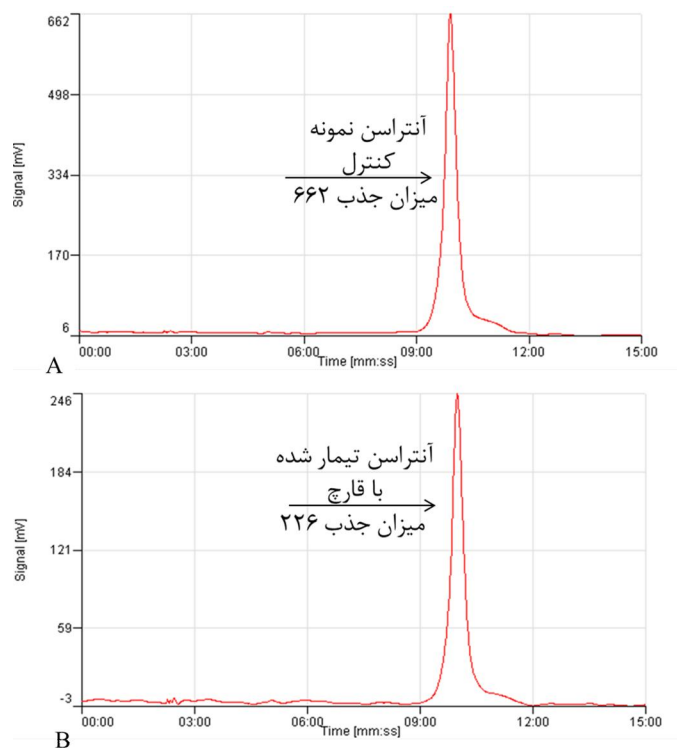 662
498
334
170
6
Signal [mV]
آنتراسن نمونه
کنترل
میزان جذب ۶۶۲
00:00 03:00 06:00 09:00 12:00 15:00
Time [mm:ss]
A
246
184
121
59
-3
Signal [mV]
آنتراسن تیمار شده
با قارچ
میزان جذب ۲۲۶
00:00 03:00 06:00 09:00 12:00 15:00
Time [mm:ss]
B